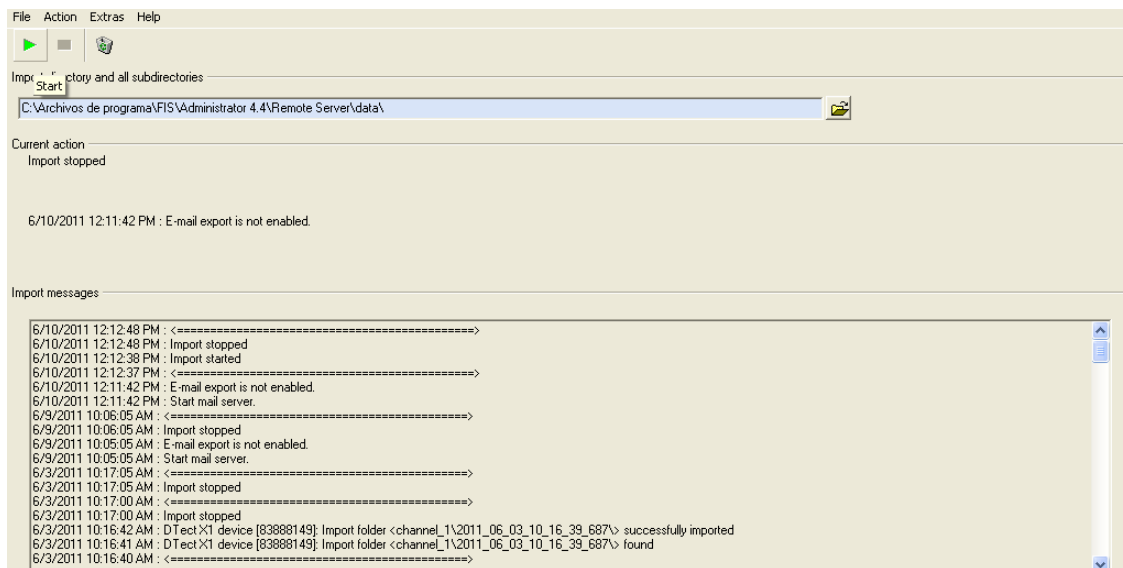 File Action Extras Help
Import directory and all subdirectories
Start
C:\Archivos de programa\FIS\Administrator 4.4\Remote Server\data\
Current action
Import stopped
6/10/2011 12:11:42 PM : E-mail export is not enabled.
Import messages
6/10/2011 12:12:48 PM : <=============================================>
6/10/2011 12:12:48 PM : Import stopped
6/10/2011 12:12:38 PM : Import started
6/10/2011 12:12:37 PM : <=============================================>
6/10/2011 12:11:42 PM : E-mail export is not enabled.
6/10/2011 12:11:42 PM : Start mail server.
6/9/2011 10:06:05 AM : <=============================================>
6/9/2011 10:06:05 AM : Import stopped
6/9/2011 10:05:05 AM : E-mail export is not enabled.
6/9/2011 10:05:05 AM : Start mail server.
6/3/2011 10:17:05 AM : <=============================================>
6/3/2011 10:17:05 AM : Import stopped
6/3/2011 10:17:00 AM : <=============================================>
6/3/2011 10:17:00 AM : Import stopped
6/3/2011 10:16:42 AM : DTect X1 device [83888149]: Import folder <channel_1\2011_06_03_10_16_39_687\> successfully imported
6/3/2011 10:16:41 AM : DTect X1 device [83888149]: Import folder <channel_1\2011_06_03_10_16_39_687\> found
6/3/2011 10:16:40 AM : <=============================================>